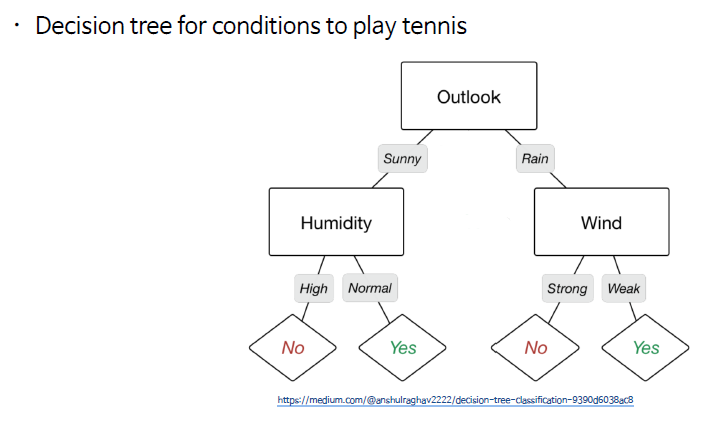 · Decision tree for conditions to play tennis
Outlook
Sunny
Rain
Humidity
Wind
High
Normal
Strong
Weak
No
Yes
No
Yes
https://medium.com/@anshulraghav2222/decision-tree-classification-9390d6038ac8